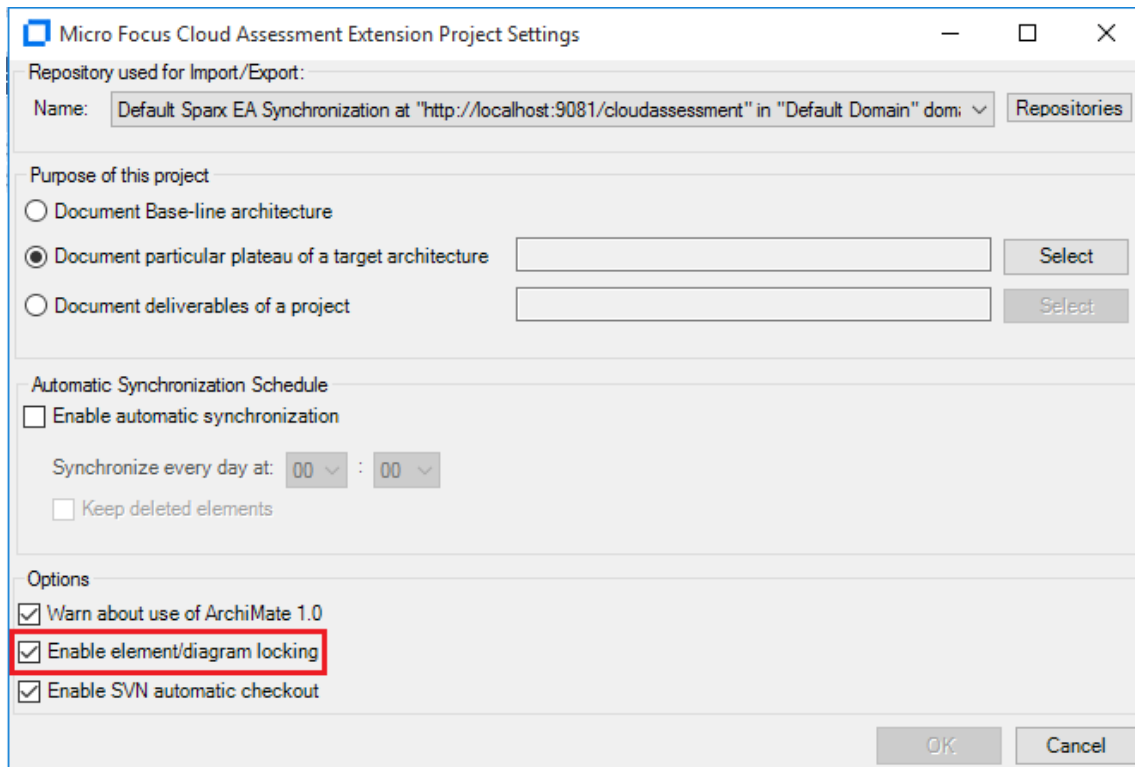 Micro Focus Cloud Assessment Extension Project Settings
Repository used for Import/Export:
Name: Default Sparx EA Synchronization at "http://localhost:9081/cloudassessment" in "Default Domain" Repositories
Purpose of this project
Document Base-line architecture
Document particular plateau of a target architecture Select
Document deliverables of a project Select
Automatic Synchronization Schedule
Enable automatic synchronization
Synchronize every day at: 00 : 00
Keep deleted elements
Options
Warn about use of ArchiMate 1.0
Enable element/diagram locking
Enable SVN automatic checkout
OK Cancel